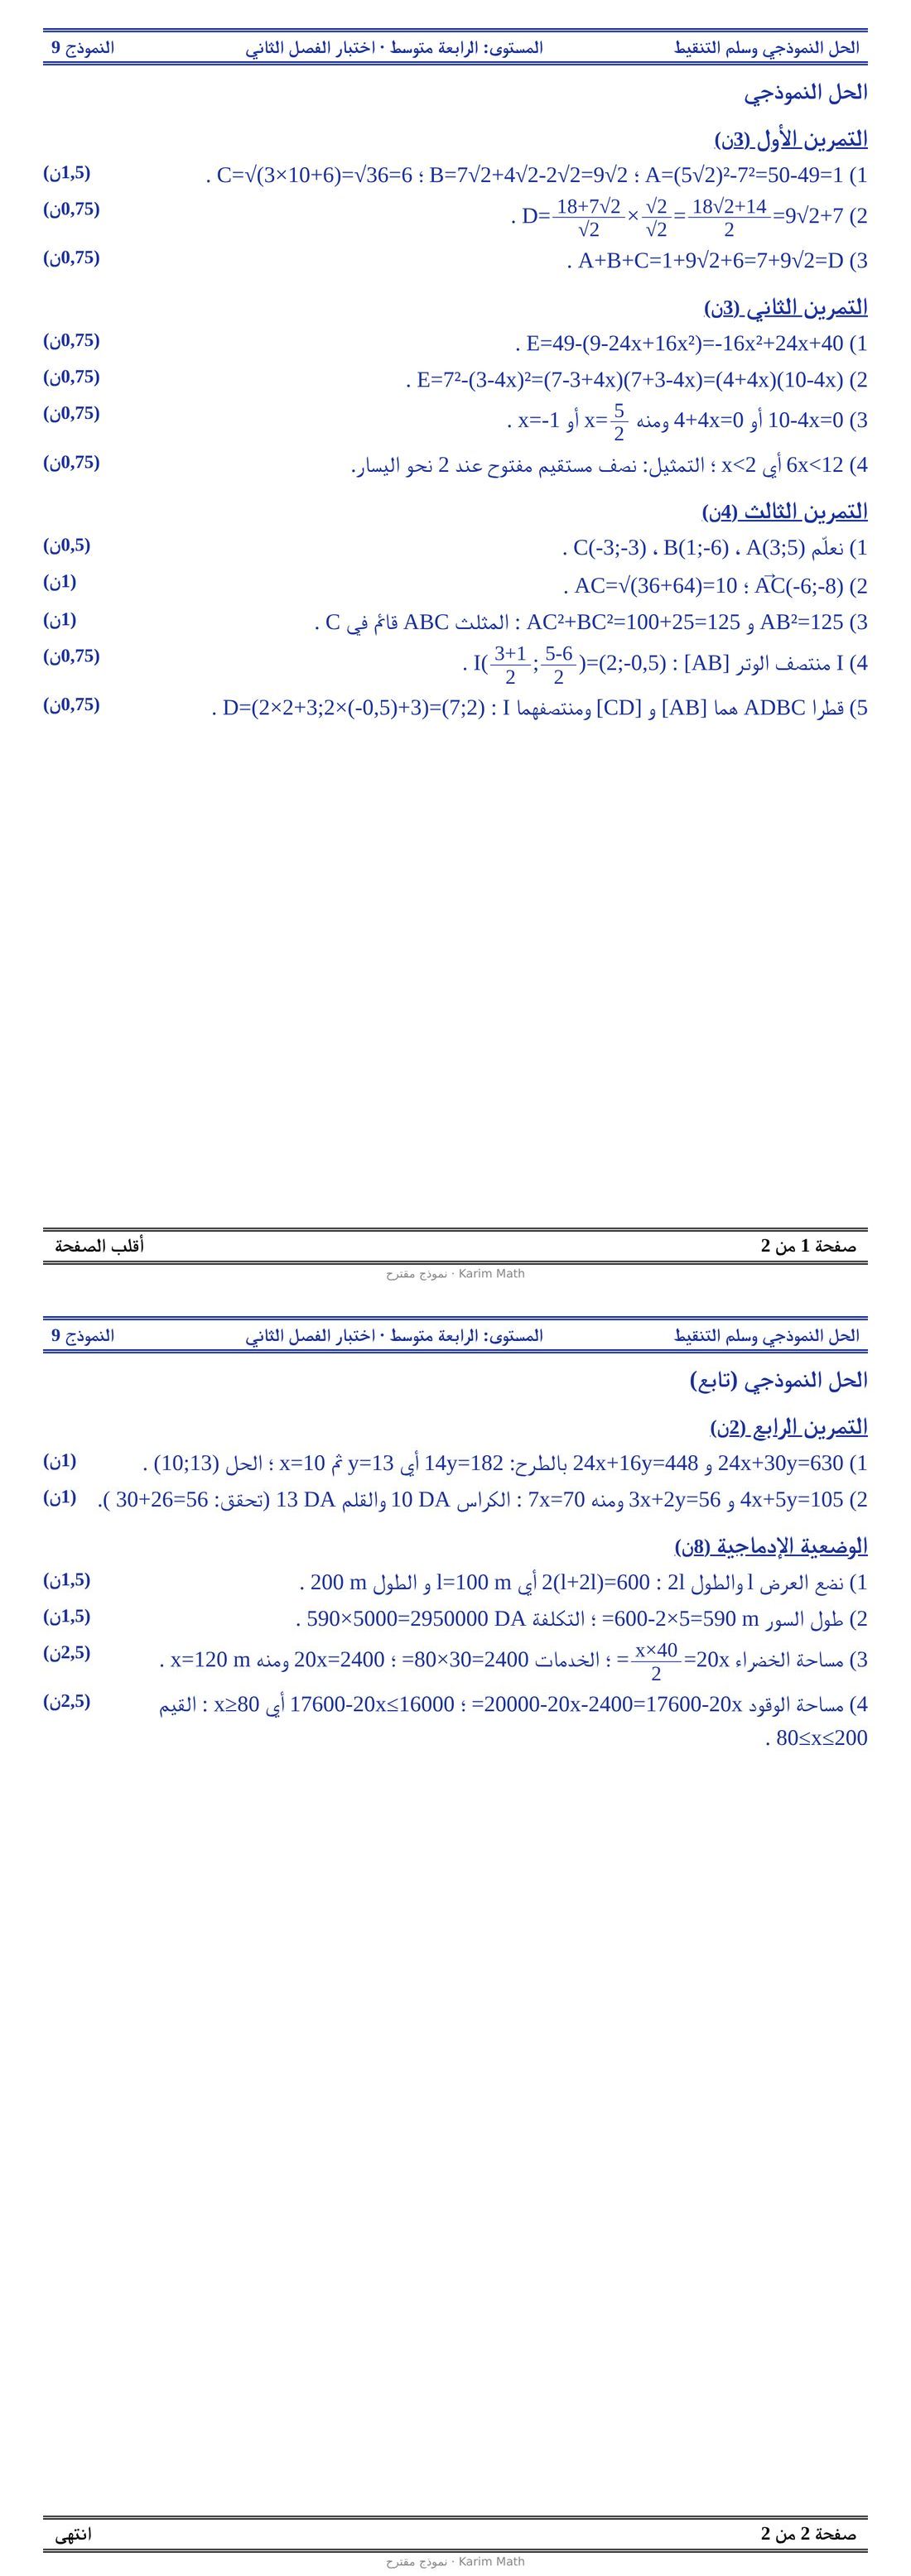 الحل النموذجي وسلم التنقيط المستوى: الرابعة متوسط · اختبار الفصل الثاني النموذج 9
الحل النموذجي
التمرين الأول (3ن)
1) A=(5√2)²-7²=50-49=1 ؛ B=7√2+4√2-2√2=9√2 ؛ C=√(3×10+6)=√36=6 . (1,5ن)
2) D=(18+7√2)/√2×√2/√2=(18√2+14)/2=9√2+7 . (0,75ن)
3) A+B+C=1+9√2+6=7+9√2=D . (0,75ن)
التمرين الثاني (3ن)
1) E=49-(9-24x+16x²)=-16x²+24x+40 . (0,75ن)
2) E=7²-(3-4x)²=(7-3+4x)(7+3-4x)=(4+4x)(10-4x) . (0,75ن)
3) 10-4x=0 أو 4+4x=0 ومنه x=5/2 أو x=-1 . (0,75ن)
4) 6x<12 أي x<2 ؛ التمثيل: نصف مستقيم مفتوح عند 2 نحو اليسار. (0,75ن)
التمرين الثالث (4ن)
1) نعلّم A(3;5) ، B(1;-6) ، C(-3;-3) . (0,5ن)
2) AC→(-6;-8) ؛ AC=√(36+64)=10 . (1ن)
3) AB²=125 و AC²+BC²=100+25=125 : المثلث ABC قائم في C . (1ن)
4) I منتصف الوتر [AB] : I((3+1)/2;(5-6)/2)=(2;-0,5) . (0,75ن)
5) قطرا ADBC هما [AB] و [CD] ومنتصفهما I : D=(2×2+3;2×(-0,5)+3)=(7;2) . (0,75ن)
صفحة 1 من 2 أقلب الصفحة
Karim Math · نموذج مقترح
الحل النموذجي وسلم التنقيط المستوى: الرابعة متوسط · اختبار الفصل الثاني النموذج 9
الحل النموذجي (تابع)
التمرين الرابع (2ن)
1) 24x+30y=630 و 24x+16y=448 بالطرح: 14y=182 أي y=13 ثم x=10 ؛ الحل (10;13) . (1ن)
2) 4x+5y=105 و 3x+2y=56 ومنه 7x=70 : الكراس 10 DA والقلم 13 DA (تحقق: 30+26=56 ). (1ن)
الوضعية الإدماجية (8ن)
1) نضع العرض l والطول 2l : 2(l+2l)=600 أي l=100 m و الطول 200 m . (1,5ن)
2) طول السور =600-2×5=590 m ؛ التكلفة 590×5000=2950000 DA . (1,5ن)
3) مساحة الخضراء =(x×40)/2=20x ؛ الخدمات =80×30=2400 ؛ 20x=2400 ومنه x=120 m . (2,5ن)
4) مساحة الوقود =20000-20x-2400=17600-20x ؛ 17600-20x≤16000 أي x≥80 : القيم (2,5ن)
80≤x≤200 .
صفحة 2 من 2 انتهى
Karim Math · نموذج مقترح